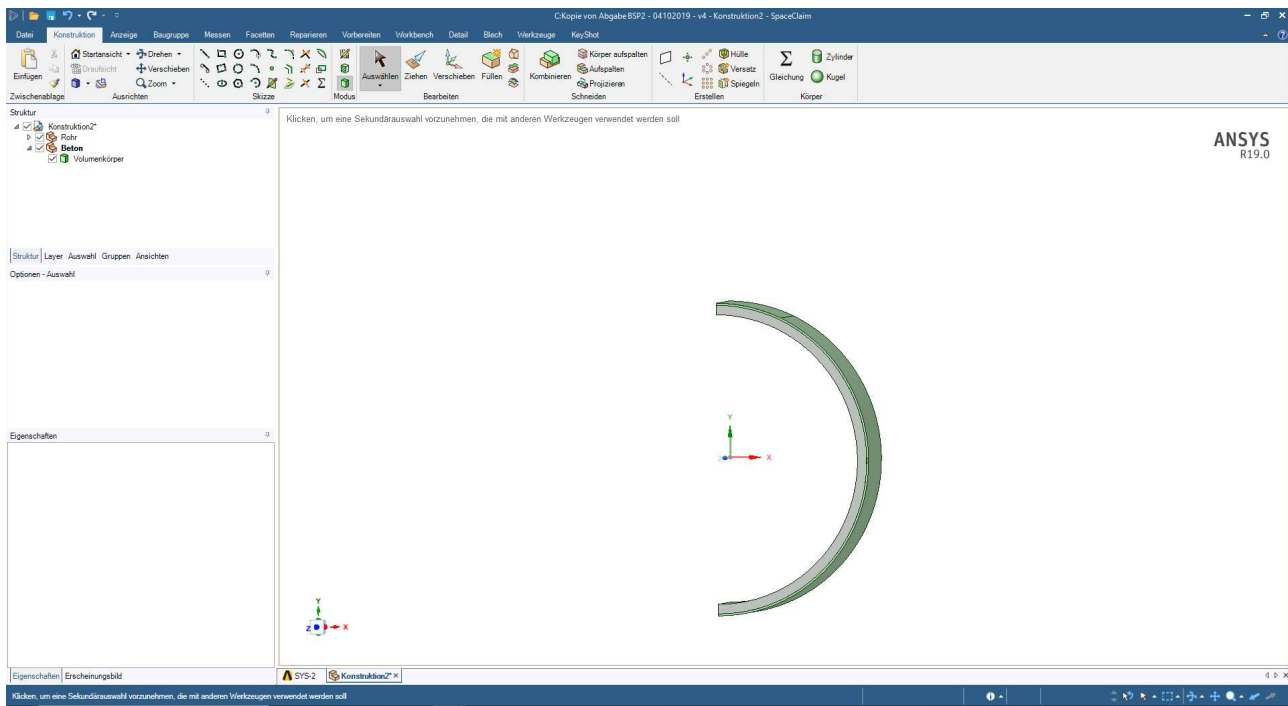 C:Kopie von Abgabe BSP2 - 04102019 - v4 - Konstruktion2 - SpaceClaim
Datei Konstruktion Anzeige Baugruppe Messen Facetten Reparieren Vorbereiten Workbench Detail Blech Werkzeuge KeyShot
Startansicht Drehen Körper aufspalten Hülle Zylinder
Draufsicht Verschieben Aufspalten Versatz
Einfügen Zoom Auswählen Ziehen Verschieben Füllen Kombinieren Projizieren Spiegeln Gleichung Kugel
Zwischenablage Ausrichten Skizze Modus Bearbeiten Schneiden Erstellen Körper
Struktur
Konstruktion2*
Rohr
Beton
Volumenkörper
Struktur Layer Auswahl Gruppen Ansichten
Optionen - Auswahl
Eigenschaften
Eigenschaften Erscheinungsbild
Klicken, um eine Sekundärauswahl vorzunehmen, die mit anderen Werkzeugen verwendet werden soll
ANSYS
R19.0
Y
X
Y
Z X
SYS-2 Konstruktion2*
Klicken, um eine Sekundärauswahl vorzunehmen, die mit anderen Werkzeugen verwendet werden soll